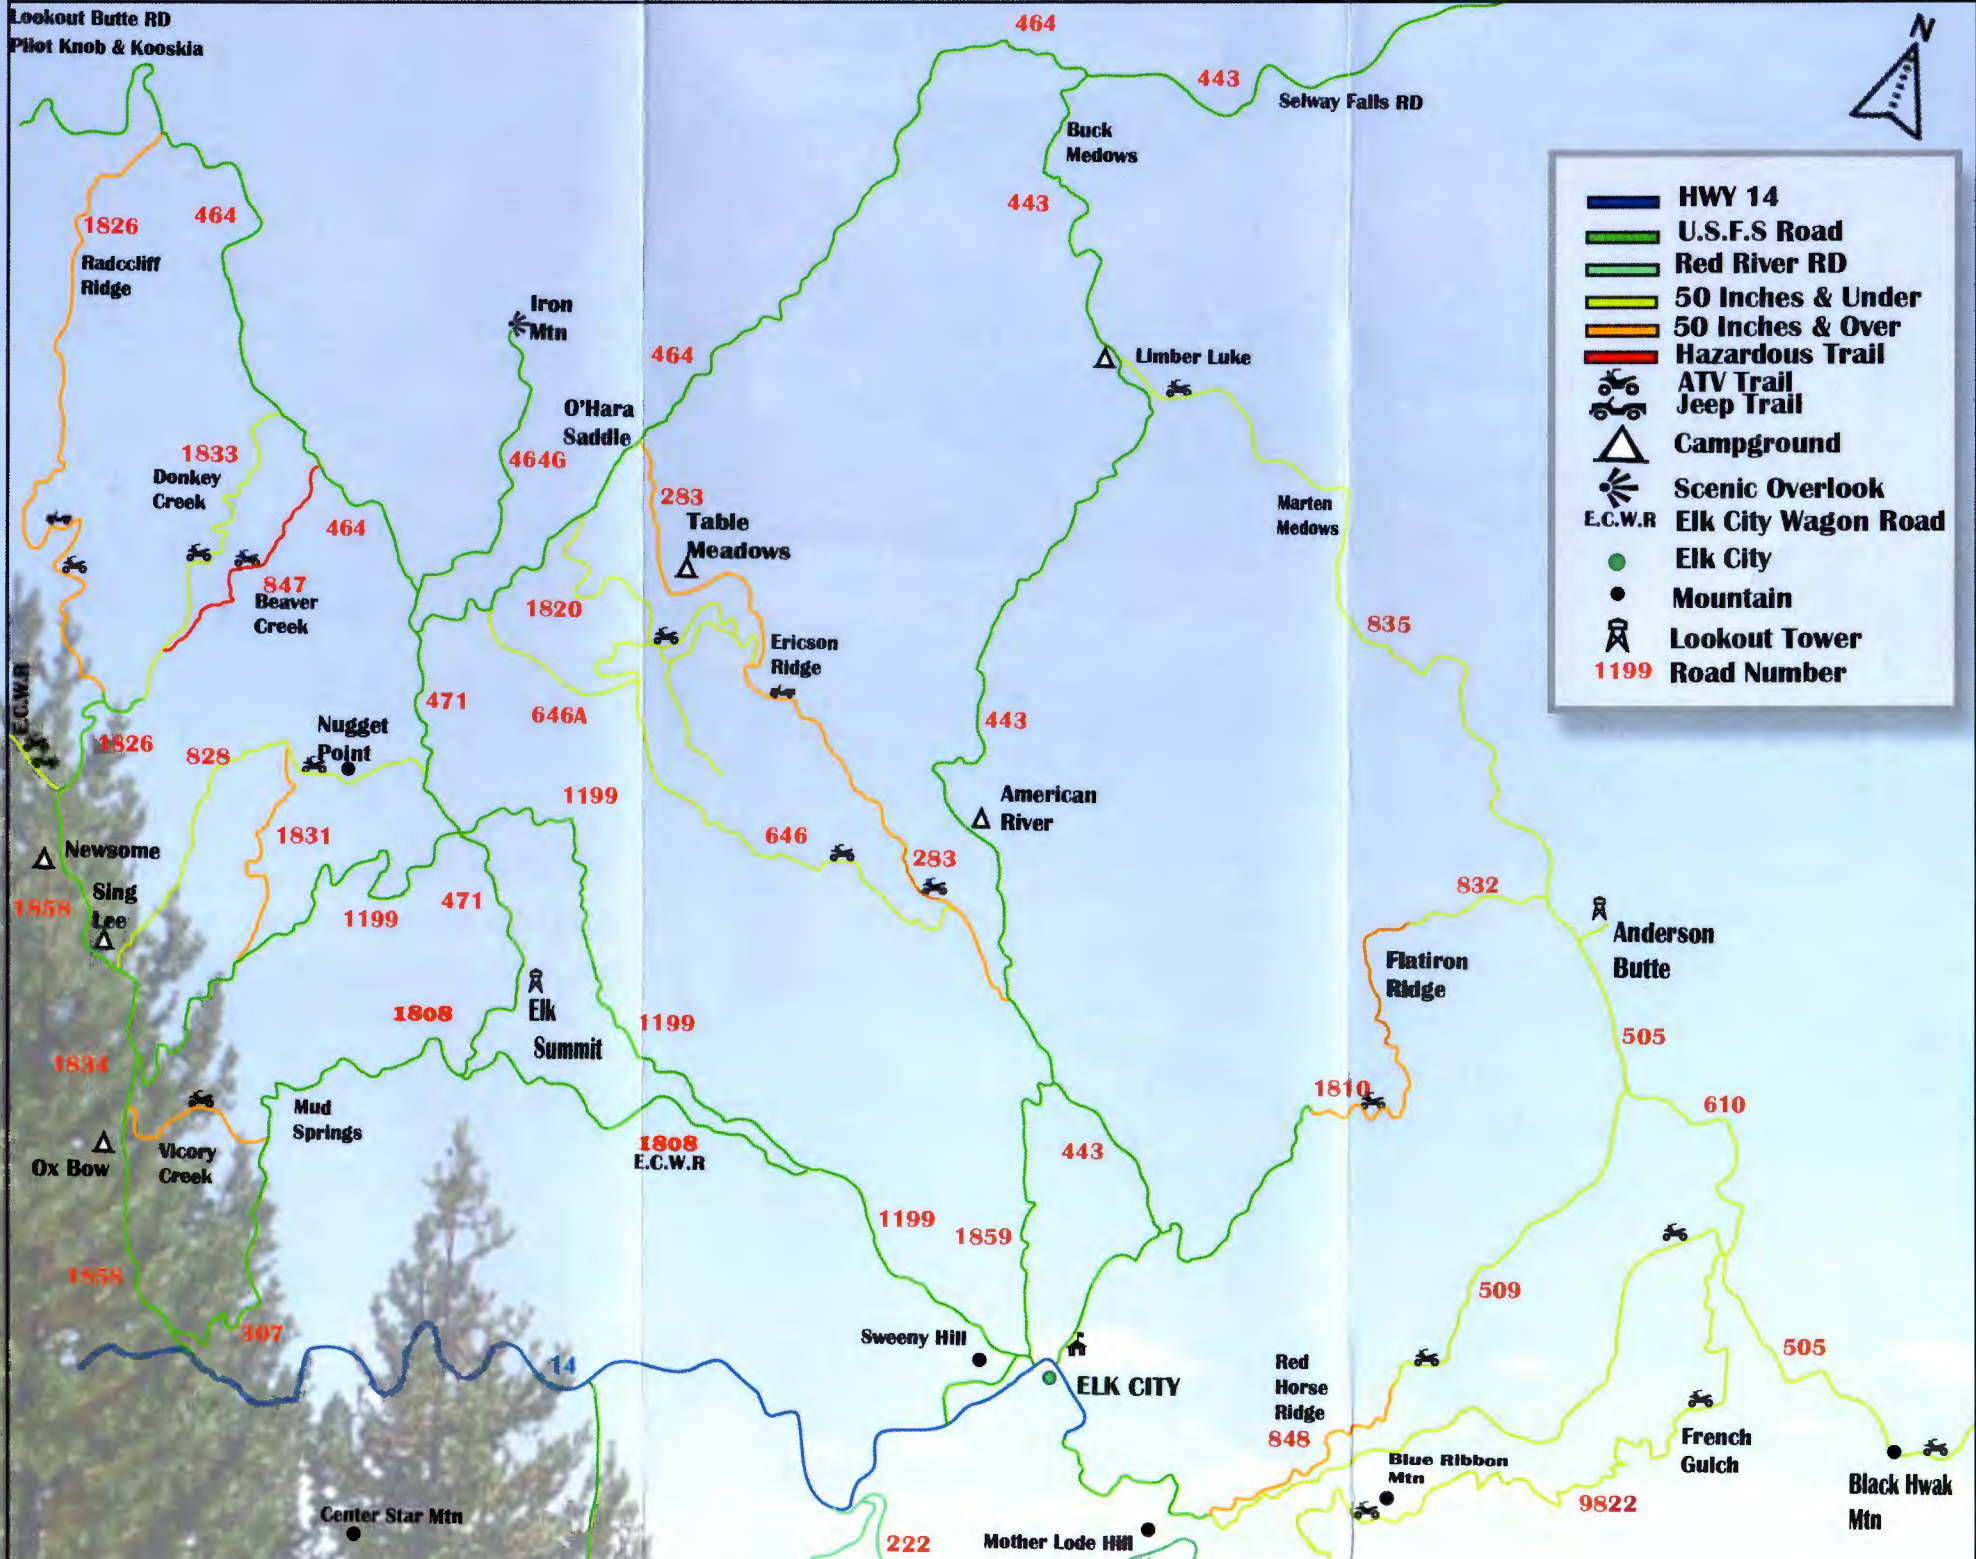 Lookout Butte RD
Pilot Knob & Kooskia
464
443
Selway Falls RD
N
Buck
Medows
443
1826
464
Radccliff
Ridge
HWY 14
U.S.F.S Road
Red River RD
50 Inches & Under
50 Inches & Over
Hazardous Trail
ATV Trail
Jeep Trail
Campground
Scenic Overlook
E.C.W.R Elk City Wagon Road
Elk City
Mountain
Lookout Tower
1199 Road Number
Iron
Mtn
464
Limber Luke
O'Hara
Saddle
1833
Donkey
Creek
464G
283
Table
Meadows
464
Marten
Medows
847
Beaver
Creek
1820
835
Ericson
Ridge
E.C.W.R
471
646A
443
Nugget
Point
1826
828
1199
American
River
1831
646
283
Newsome
Sing
Lee
1858
1199
471
832
Anderson
Butte
Flatiron
Ridge
Elk
Summit
1808
1199
505
1834
1810
610
Mud
Springs
Vicory
Creek
Ox Bow
1808
E.C.W.R
443
1199
1859
1858
307
509
Sweeny Hill
14
ELK CITY
Red
Horse
Ridge
848
505
French
Gulch
Blue Ribbon
Mtn
9822
Black Hwak
Mtn
Center Star Mtn
222
Mother Lode Hill